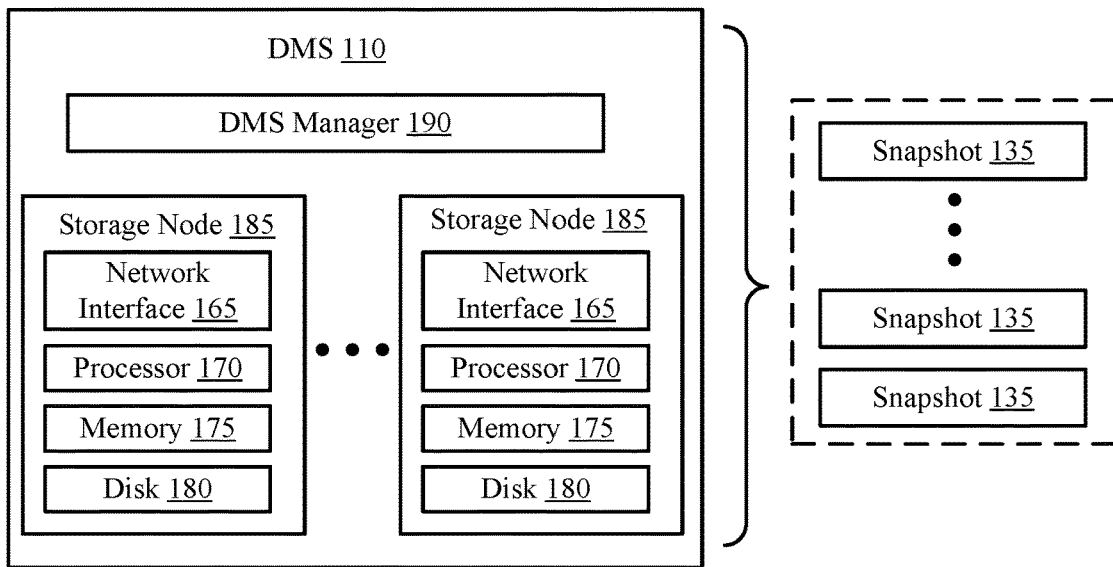 DMS 110
DMS Manager 190
Storage Node 185
Network
Interface 165
Processor 170
Memory 175
Disk 180
Storage Node 185
Network
Interface 165
Processor 170
Memory 175
Disk 180
Snapshot 135
Snapshot 135
Snapshot 135